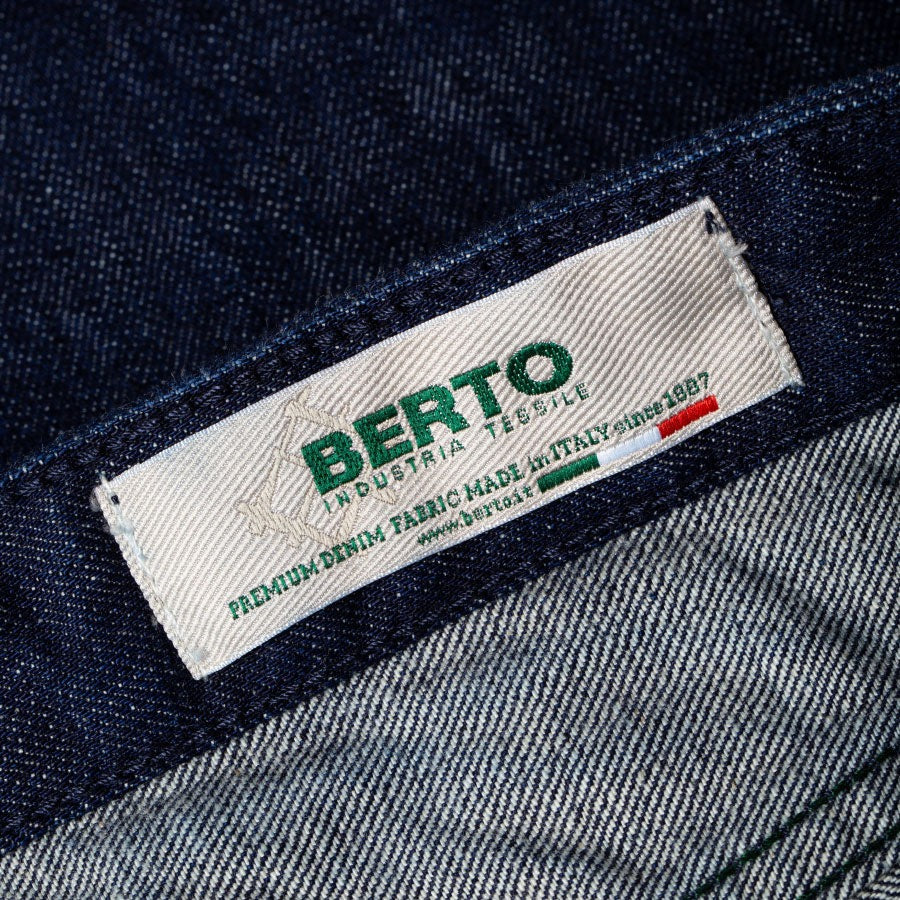 BERTO
INDUSTRIA TESSILE
PREMIUM DENIM FABRIC MADE in ITALY since 1887
www.berto.it